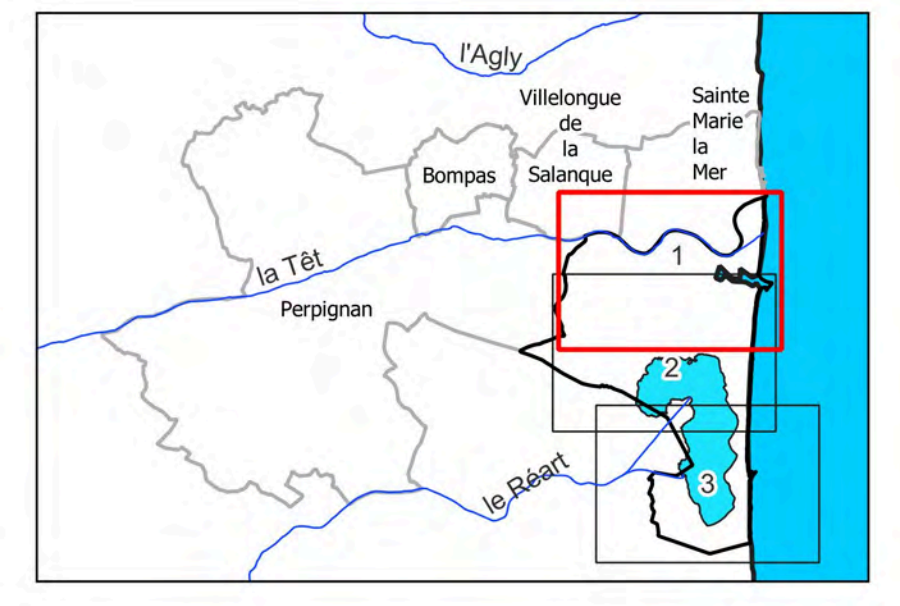 l'Agly
Villelongue
de
la
Salanque
Sainte
Marie
la
Mer
Bompas
1
la Têt
Perpignan
2
le Réart
3